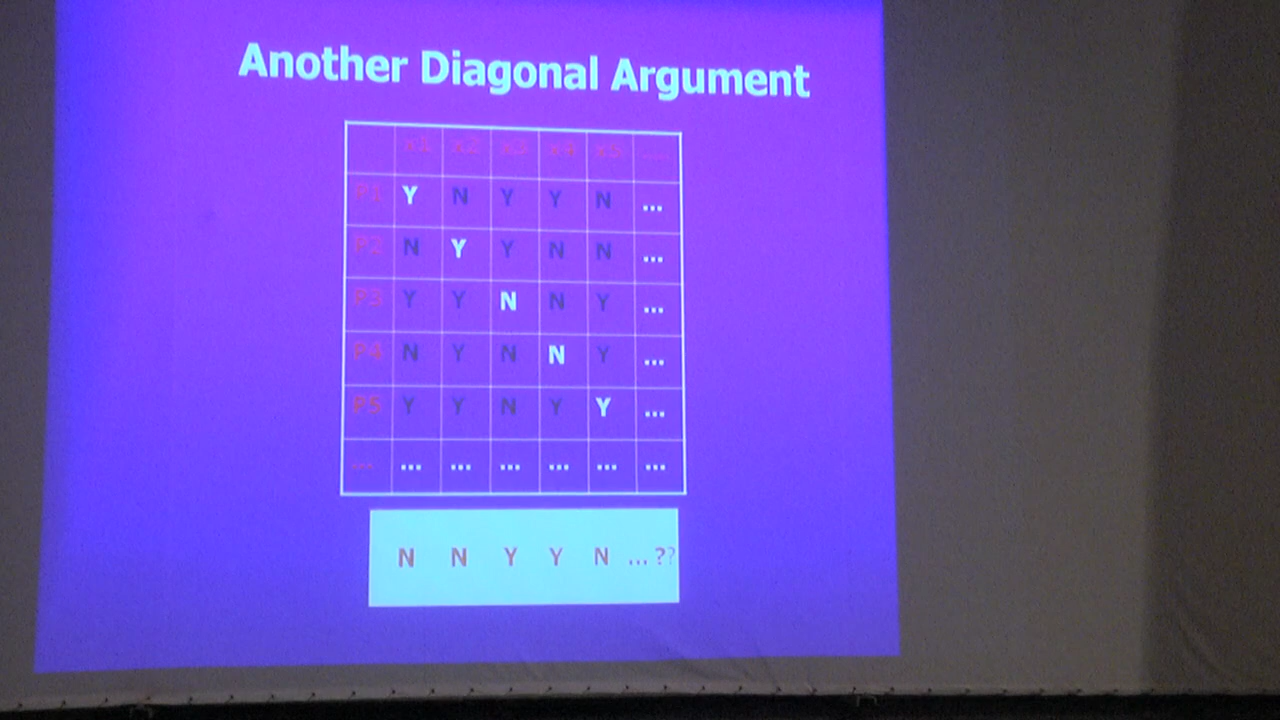 Another Diagonal Argument
x1 x2 x3 x4 x5 ....
P1 Y N Y Y N ...
P2 N Y Y N N ...
P3 Y Y N N Y ...
P4 N Y N N Y ...
P5 Y Y N Y Y ...
... ... ... ... ... ... ...
N N Y Y N ... ??